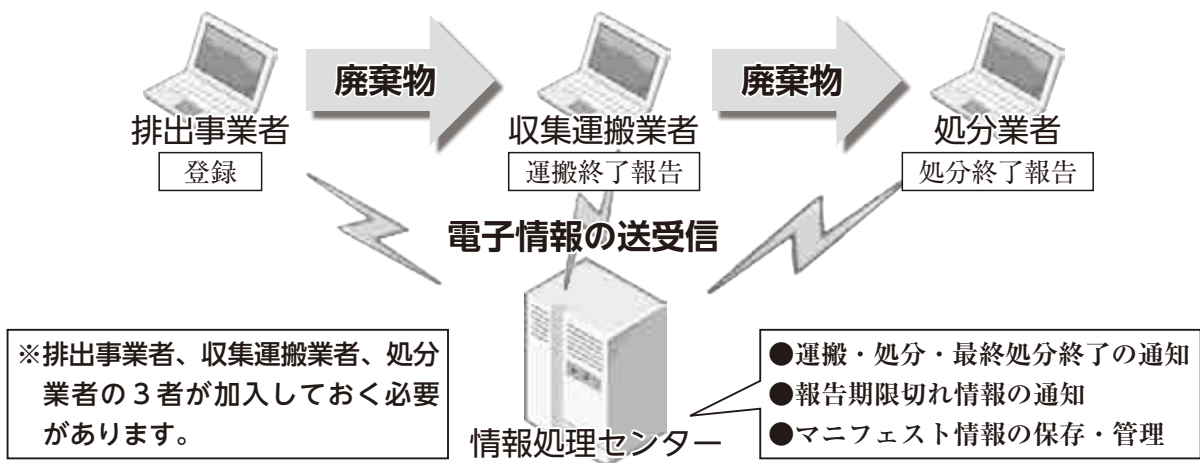 廃棄物
廃棄物
排出事業者
収集運搬業者
処分業者
登録
運搬終了報告
処分終了報告
電子情報の送受信
※排出事業者、収集運搬業者、処分
業者の３者が加入しておく必要
があります。
情報処理センター
●運搬・処分・最終処分終了の通知
●報告期限切れ情報の通知
●マニフェスト情報の保存・管理